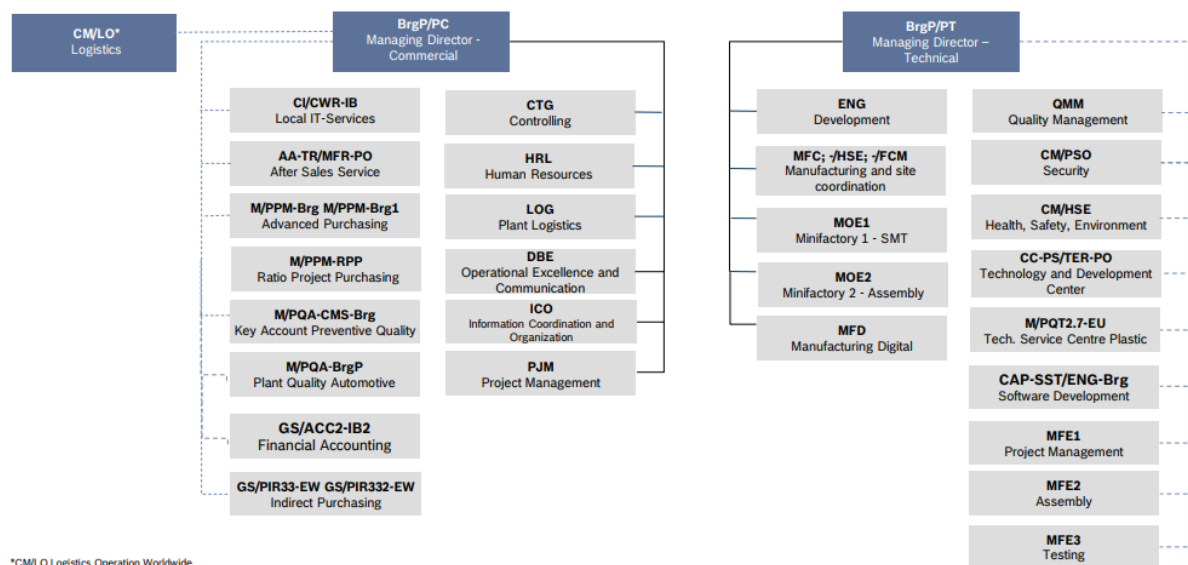 CM/LO*
Logistics
BrgP/PC
Managing Director -
Commercial
CI/CWR-IB
Local IT-Services
AA-TR/MFR-PO
After Sales Service
M/PPM-Brg M/PPM-Brg1
Advanced Purchasing
M/PPM-RPP
Ratio Project Purchasing
M/PQA-CMS-Brg
Key Account Preventive Quality
M/PQA-BrgP
Plant Quality Automotive
GS/ACC2-IB2
Financial Accounting
GS/PIR33-EW GS/PIR332-EW
Indirect Purchasing
CTG
Controlling
HRL
Human Resources
LOG
Plant Logistics
DBE
Operational Excellence and
Communication
ICO
Information Coordination and
Organization
PJM
Project Management
BrgP/PT
Managing Director –
Technical
ENG
Development
MFC; -/HSE; -/FCM
Manufacturing and site
coordination
MOE1
Minifactory 1 - SMT
MOE2
Minifactory 2 - Assembly
MFD
Manufacturing Digital
QMM
Quality Management
CM/PSO
Security
CM/HSE
Health, Safety, Environment
CC-PS/TER-PO
Technology and Development
Center
M/PQT2.7-EU
Tech. Service Centre Plastic
CAP-SST/ENG-Brg
Software Development
MFE1
Project Management
MFE2
Assembly
MFE3
Testing
*CM/LO Logistics Operation Worldwide